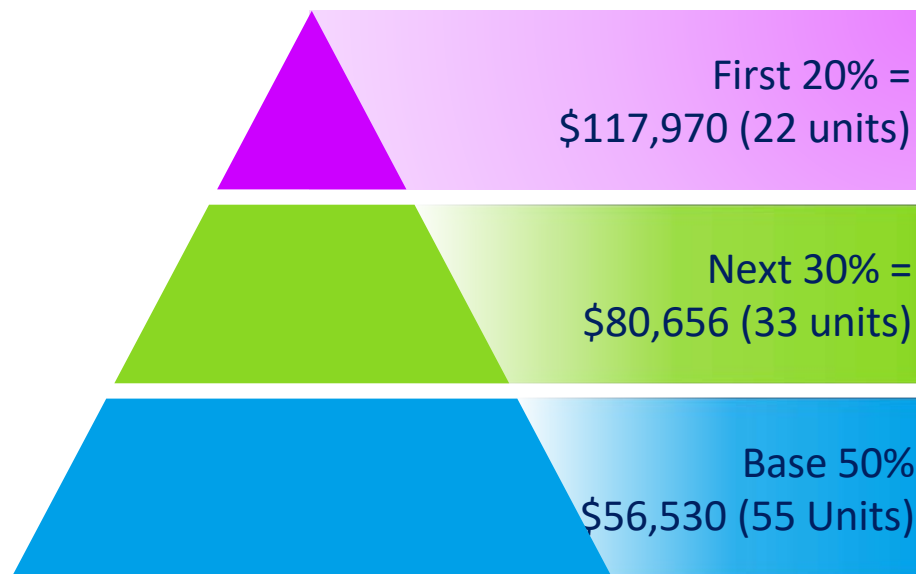 First 20% =
$117,970 (22 units)
Next 30% =
$80,656 (33 units)
Base 50%
$56,530 (55 Units)